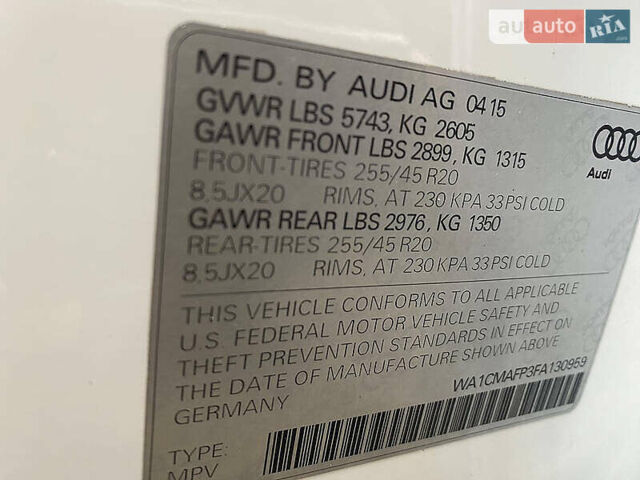 au auto RIA .com
MFD. BY AUDI AG 04 15
GVWR LBS 5743, KG 2605
GAWR FRONT LBS 2899, KG 1315
FRONT-TIRES 255/45 R20
8,5JX20 RIMS, AT 230 KPA 33 PSI COLD
GAWR REAR LBS 2976, KG 1350
REAR-TIRES 255/45 R20
8,5JX20 RIMS, AT 230 KPA 33 PSI COLD
Audi
THIS VEHICLE CONFORMS TO ALL APPLICABLE
U.S. FEDERAL MOTOR VEHICLE SAFETY AND
THEFT PREVENTION STANDARDS IN EFFECT ON
THE DATE OF MANUFACTURE SHOWN ABOVE
GERMANY WA1CMAFP3FA130959
TYPE:
MPV